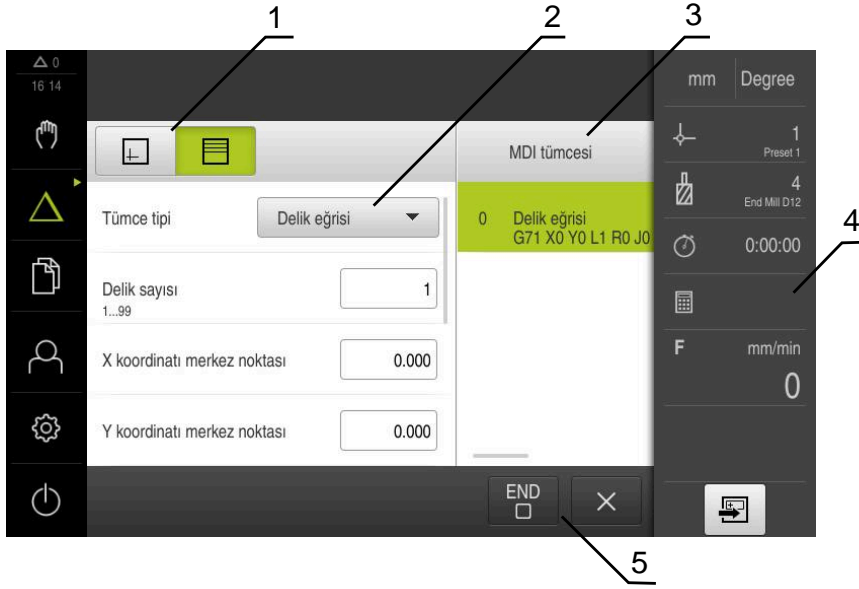 1
2
3
0
16 14
mm
Degree
1
Preset 1
MDI tümcesi
4
End Mill D12
4
Tümce tipi
Delik eğrisi
0
Delik eğrisi
G71 X0 Y0 L1 R0 J0
0:00:00
Delik sayısı
1...99
1
F
mm/min
0
X koordinatı merkez noktası
0.000
Y koordinatı merkez noktası
0.000
END
5